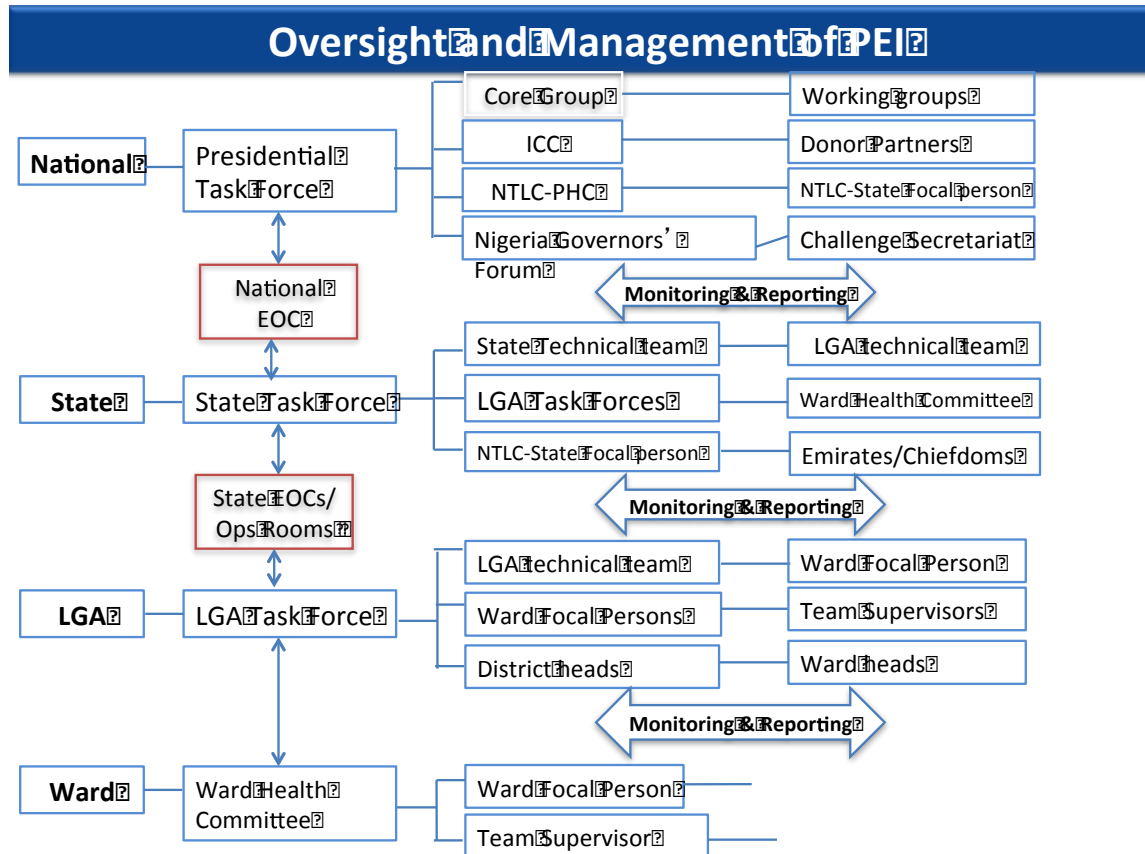 Oversight and Management of PEI
Core Group
Working groups
National
Presidential
Task Force
ICC
Donor Partners
NTLC-PHC
NTLC-State Focal person
Nigeria Governors’
Forum
Challenge Secretariat
National
EOC
Monitoring & Reporting
State
State Task Force
State Technical team
LGA technical team
LGA Task Forces
Ward Health Committee
NTLC-State Focal person
Emirates/Chiefdoms
State EOCs/
Ops Rooms
Monitoring & Reporting
LGA
LGA Task Force
LGA technical team
Ward Focal Person
Ward Focal Persons
Team Supervisors
District heads
Ward heads
Monitoring & Reporting
Ward
Ward Health
Committee
Ward Focal Person
Team Supervisor